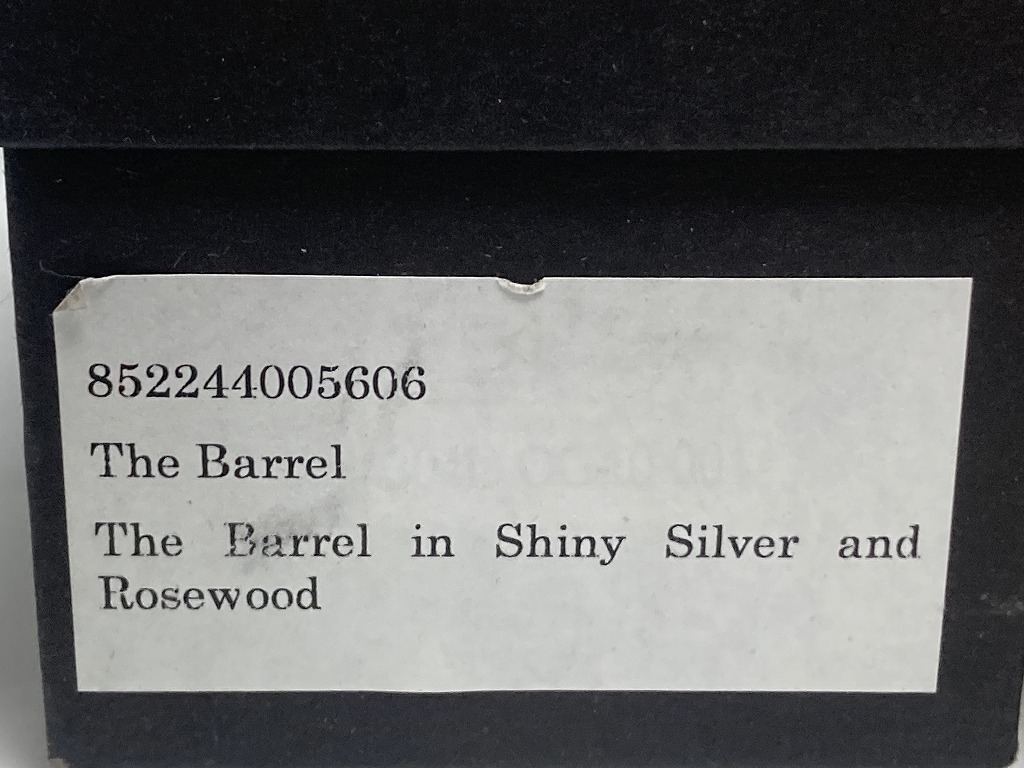 852244005606
The Barrel
The Barrel in Shiny Silver and
Rosewood